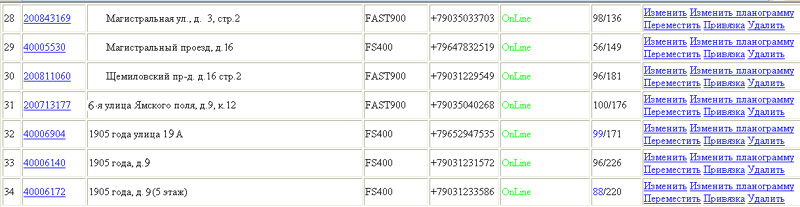 28 200843169 Магистральная ул., д. 3, стр.2 FAST900 +79035033703 OnLine 98/136 Изменить Изменить планограмму
Переместить Привязка Удалить
29 40005530 Магистральный проезд, д.16 FS400 +79647832519 OnLine 56/149 Изменить Изменить планограмму
Переместить Привязка Удалить
30 200811060 Щемиловский пр-д. д.16 стр.2 FAST900 +79031229549 OnLine 96/181 Изменить Изменить планограмму
Переместить Привязка Удалить
31 200713177 6-я улица Ямского поля, д.9, к.12 FAST900 +79035040268 OnLine 100/176 Изменить Изменить планограмму
Переместить Привязка Удалить
32 40006904 1905 года улица 19 А FS400 +79652947535 OnLine 99/171 Изменить Изменить планограмму
Переместить Привязка Удалить
33 40006140 1905 года, д.9 FS400 +79031231572 OnLine 96/226 Изменить Изменить планограмму
Переместить Привязка Удалить
34 40006172 1905 года, д. 9 (5 этаж) FS400 +79031233586 OnLine 88/220 Изменить Изменить планограмму
Переместить Привязка Удалить